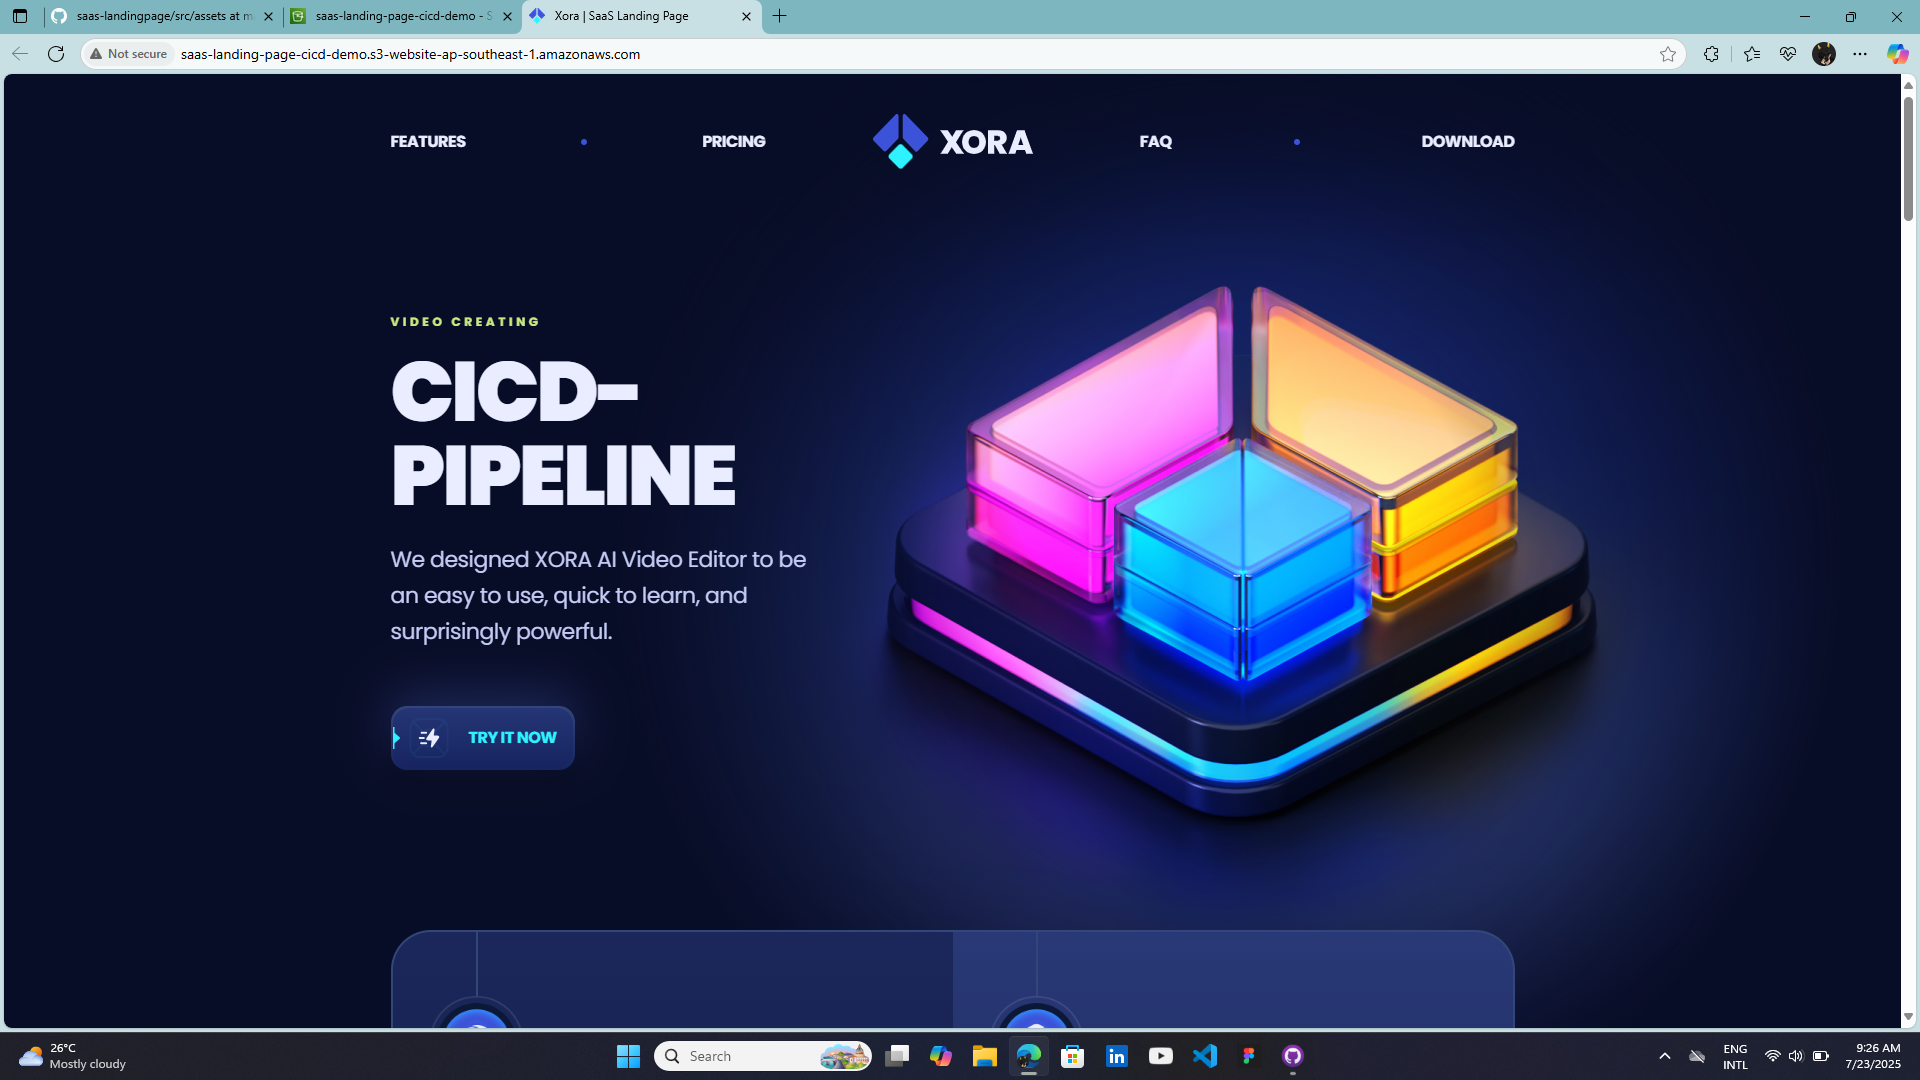 saas-landingpage/src/assets at m
saas-landing-page-cicd-demo - S
Xora | SaaS Landing Page
Not secure
saas-landing-page-cicd-demo.s3-website-ap-southeast-1.amazonaws.com
FEATURES
PRICING
XORA
FAQ
DOWNLOAD
VIDEO CREATING
CICD-
PIPELINE
We designed XORA AI Video Editor to be
an easy to use, quick to learn, and
surprisingly powerful.
TRY IT NOW
26°C
Mostly cloudy
Search
ENG
INTL
9:26 AM
7/23/2025